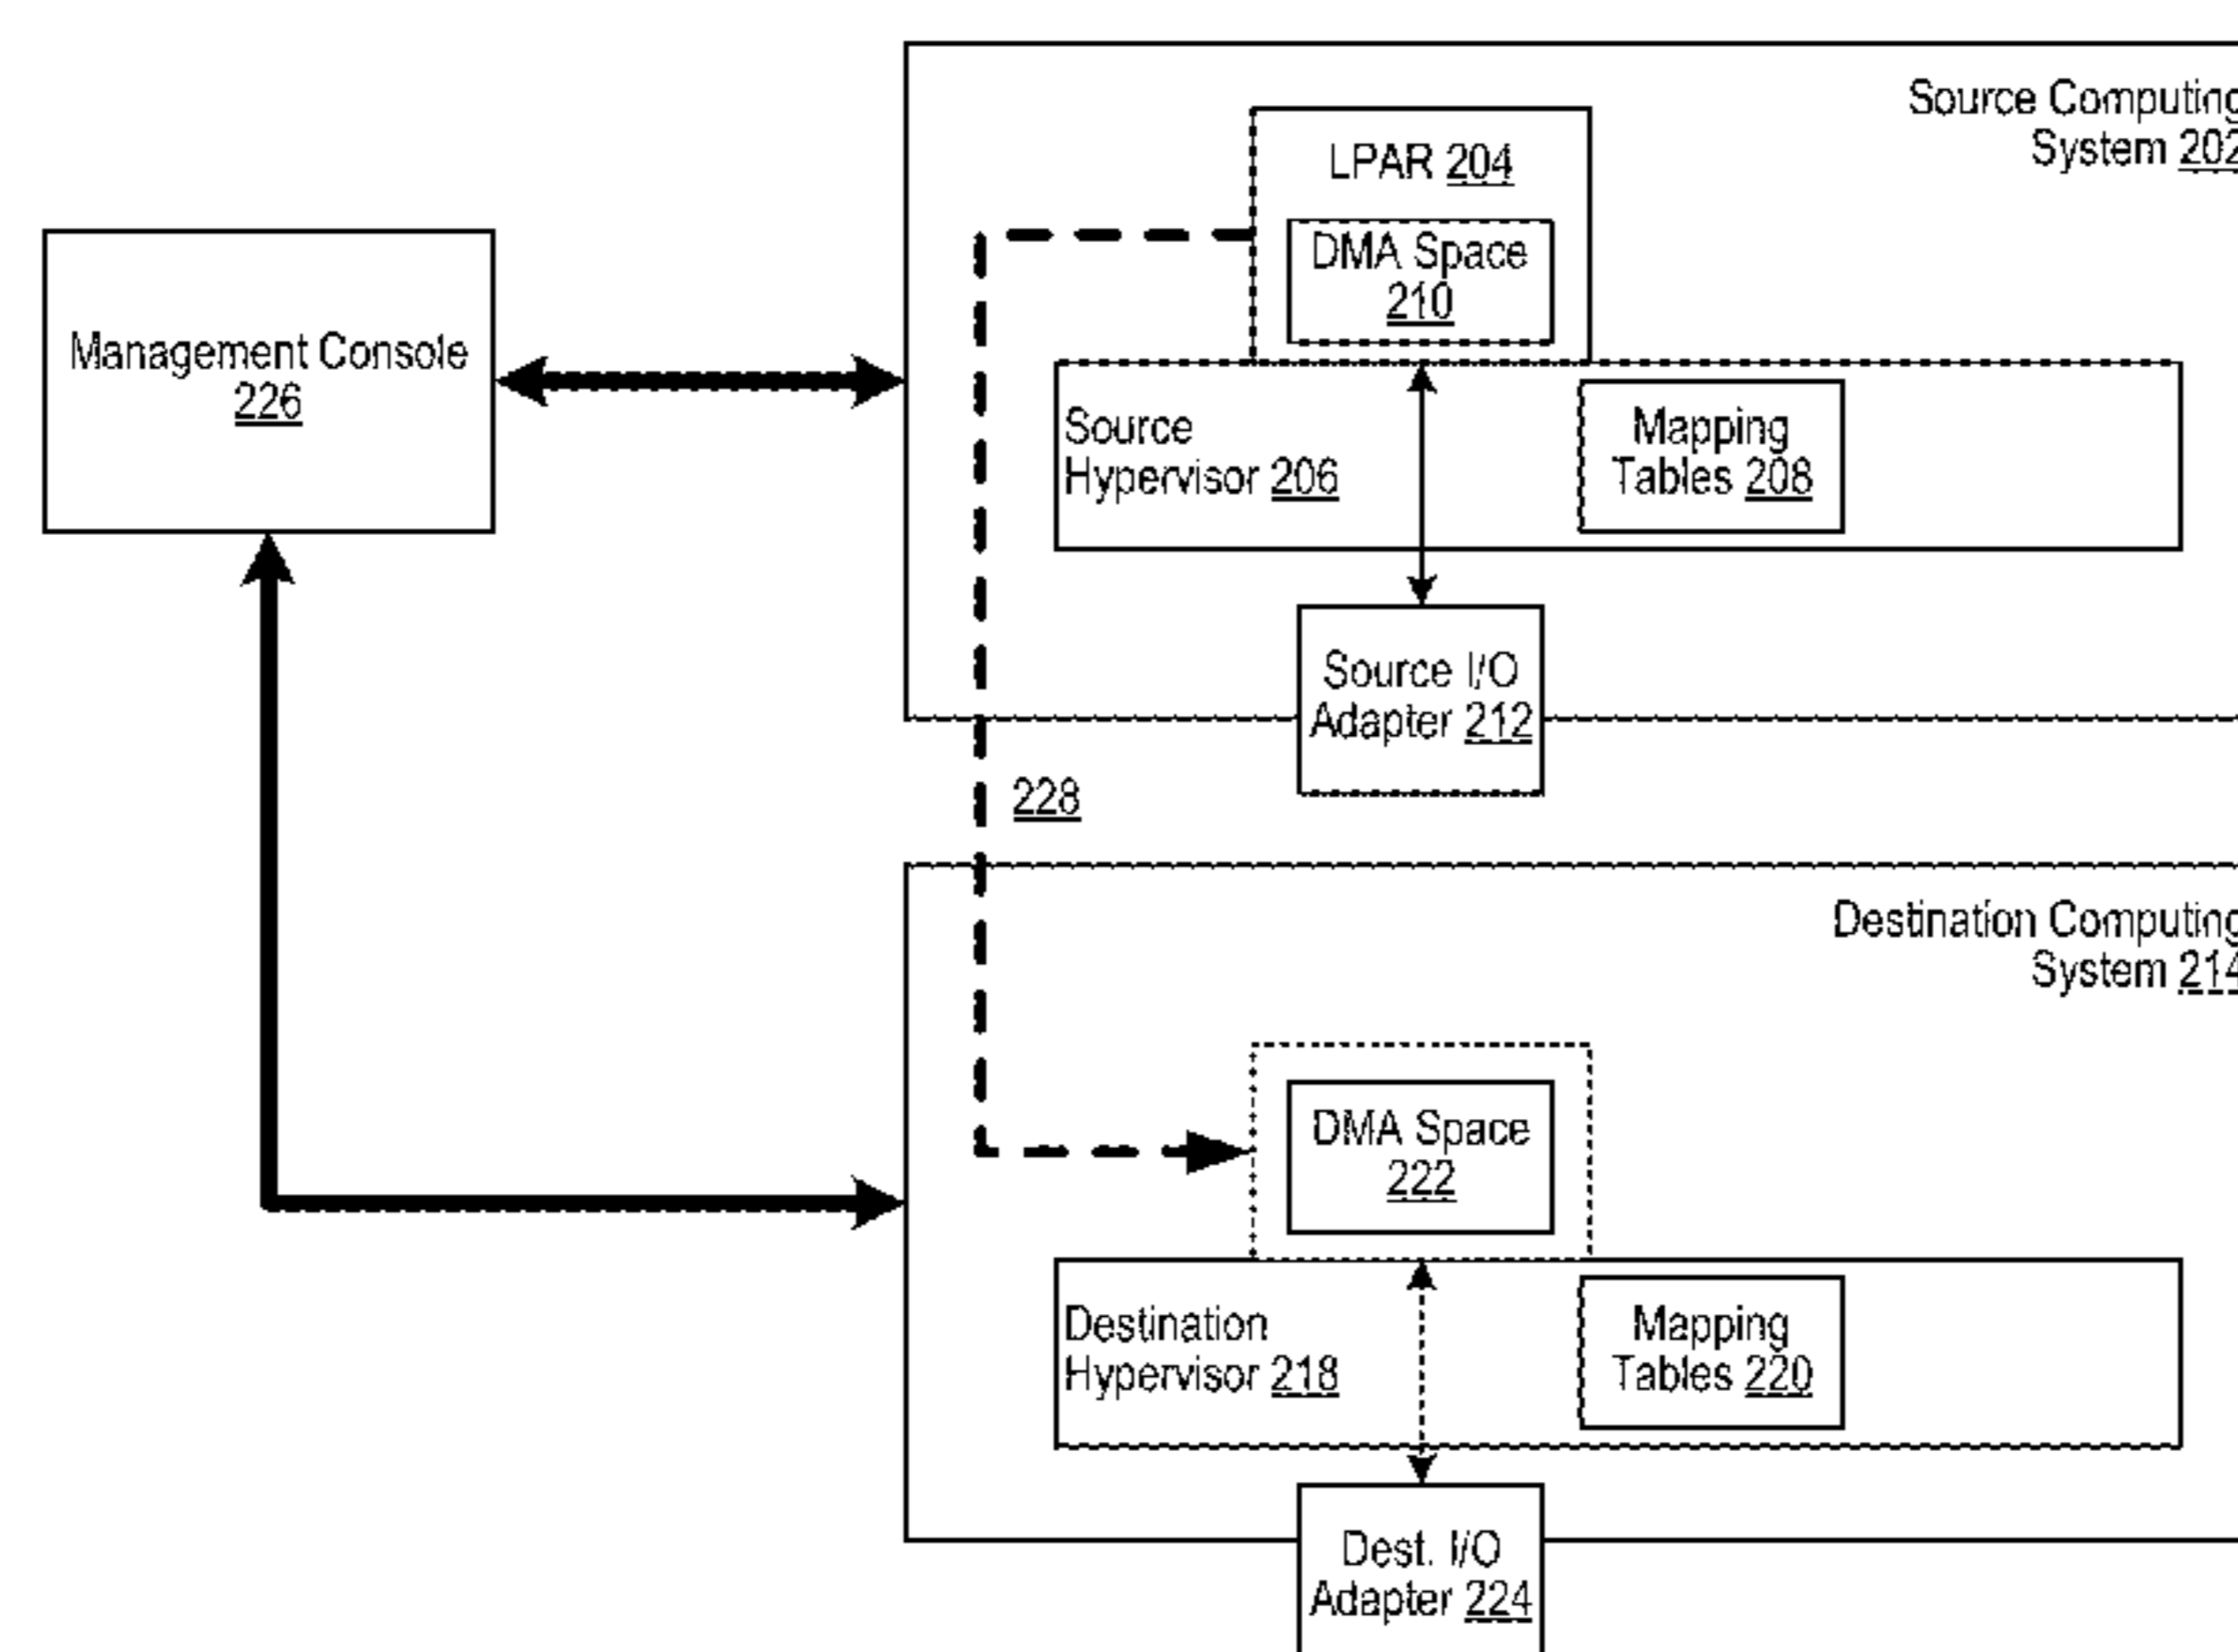 Source Computing
System 202
LPAR 204
DMA Space
210
Management Console
226
Source
Hypervisor 206
Mapping
Tables 208
Source I/O
Adapter 212
228
Destination Computing
System 214
DMA Space
222
Destination
Hypervisor 218
Mapping
Tables 220
Dest. I/O
Adapter 224